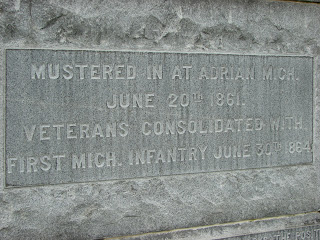 MUSTERED IN AT ADRIAN MICH.
JUNE 20TH 1861.
VETERANS CONSOLIDATED WITH
FIRST MICH. INFANTRY JUNE 30TH 1864.